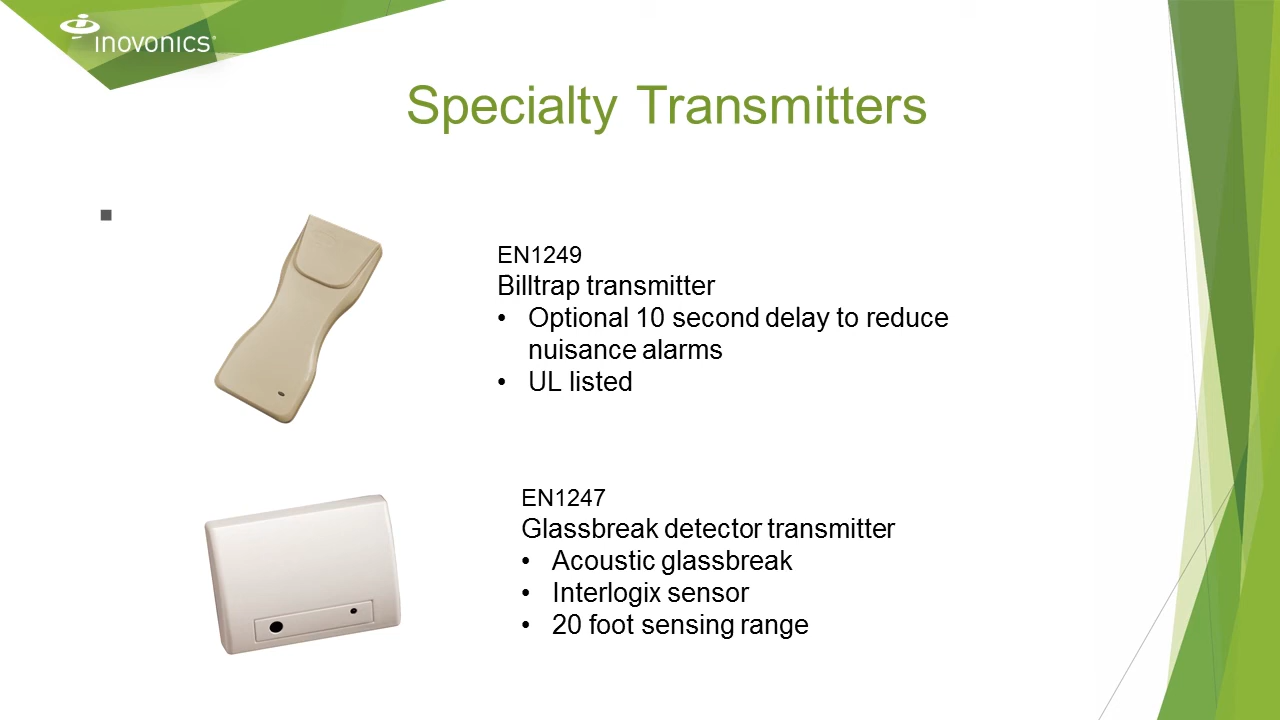 inovonics
Specialty Transmitters
EN1249
Billtrap transmitter
• Optional 10 second delay to reduce
nuisance alarms
• UL listed
EN1247
Glassbreak detector transmitter
• Acoustic glassbreak
• Interlogix sensor
• 20 foot sensing range